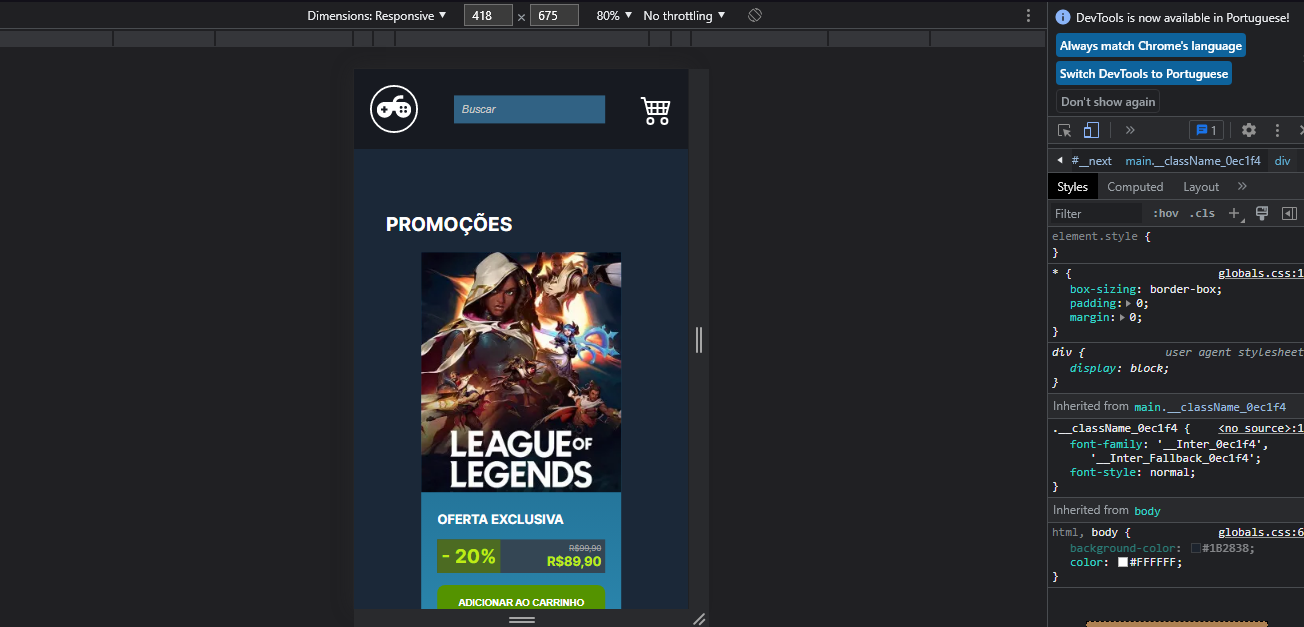 Dimensions: Responsive ▼ 418 × 675 80% ▼ No throttling ▼
Buscar
PROMOÇÕES
LEAGUE OF
LEGENDS
OFERTA EXCLUSIVA
- 20%
R$99,90
R$89,90
ADICIONAR AO CARRINHO
DevTools is now available in Portuguese!
Always match Chrome's language
Switch DevTools to Portuguese
Don't show again
1
#__next main.__className_0ec1f4 div
Styles Computed Layout »
Filter :hov .cls +
element.style {
}
* { globals.css:1
box-sizing: border-box;
padding: 0;
margin: 0;
}
div { user agent stylesheet
display: block;
}
Inherited from main.__className_0ec1f4
.__className_0ec1f4 { <no source>:1
font-family: '__Inter_0ec1f4',
'__Inter_Fallback_0ec1f4';
font-style: normal;
}
Inherited from body
html, body { globals.css:6
background-color: #1B2838;
color: #FFFFFF;
}